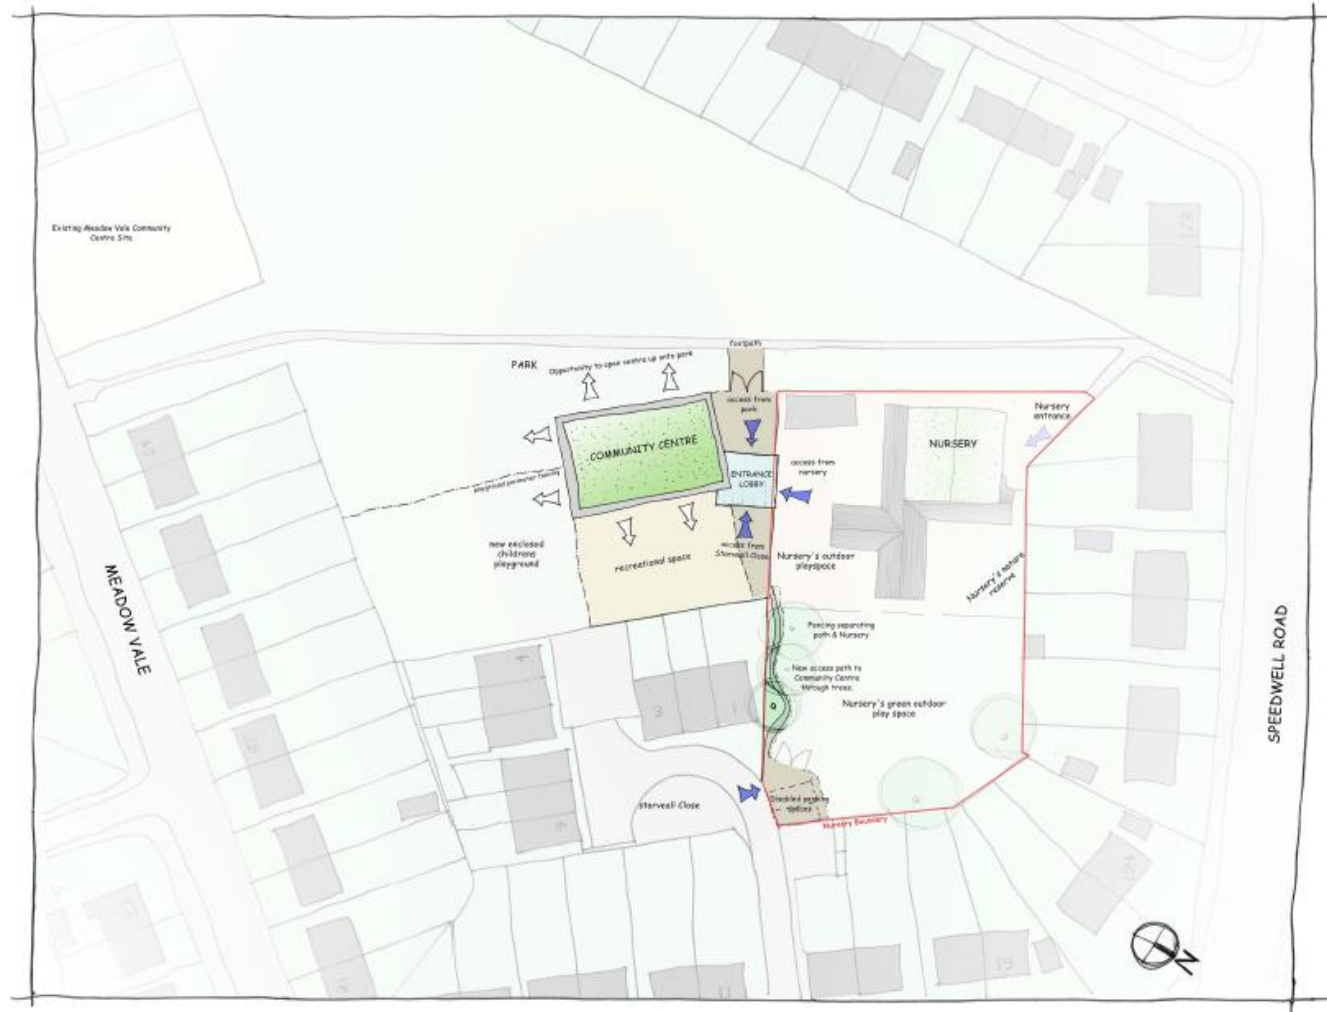 Existing Meadow Vale Community
Centre Site
footpath
PARK
Opportunity to open centre up onto park
access from
park
Nursery
entrance
COMMUNITY CENTRE
NURSERY
ENTRANCE
LOBBY
access from
nursery
playground perimeter fencing
new enclosed
childrens
playground
recreational space
access from
Starveall Close
Nursery's outdoor
playspace
Nursery's nature
reserve
MEADOW VALE
Fencing separating
path & Nursery
New access path to
Community Centre
through trees.
Nursery's green outdoor
play space
SPEEDWELL ROAD
3
1
Starveall Close
Disabled parking
spaces
Nursery Boundary
N